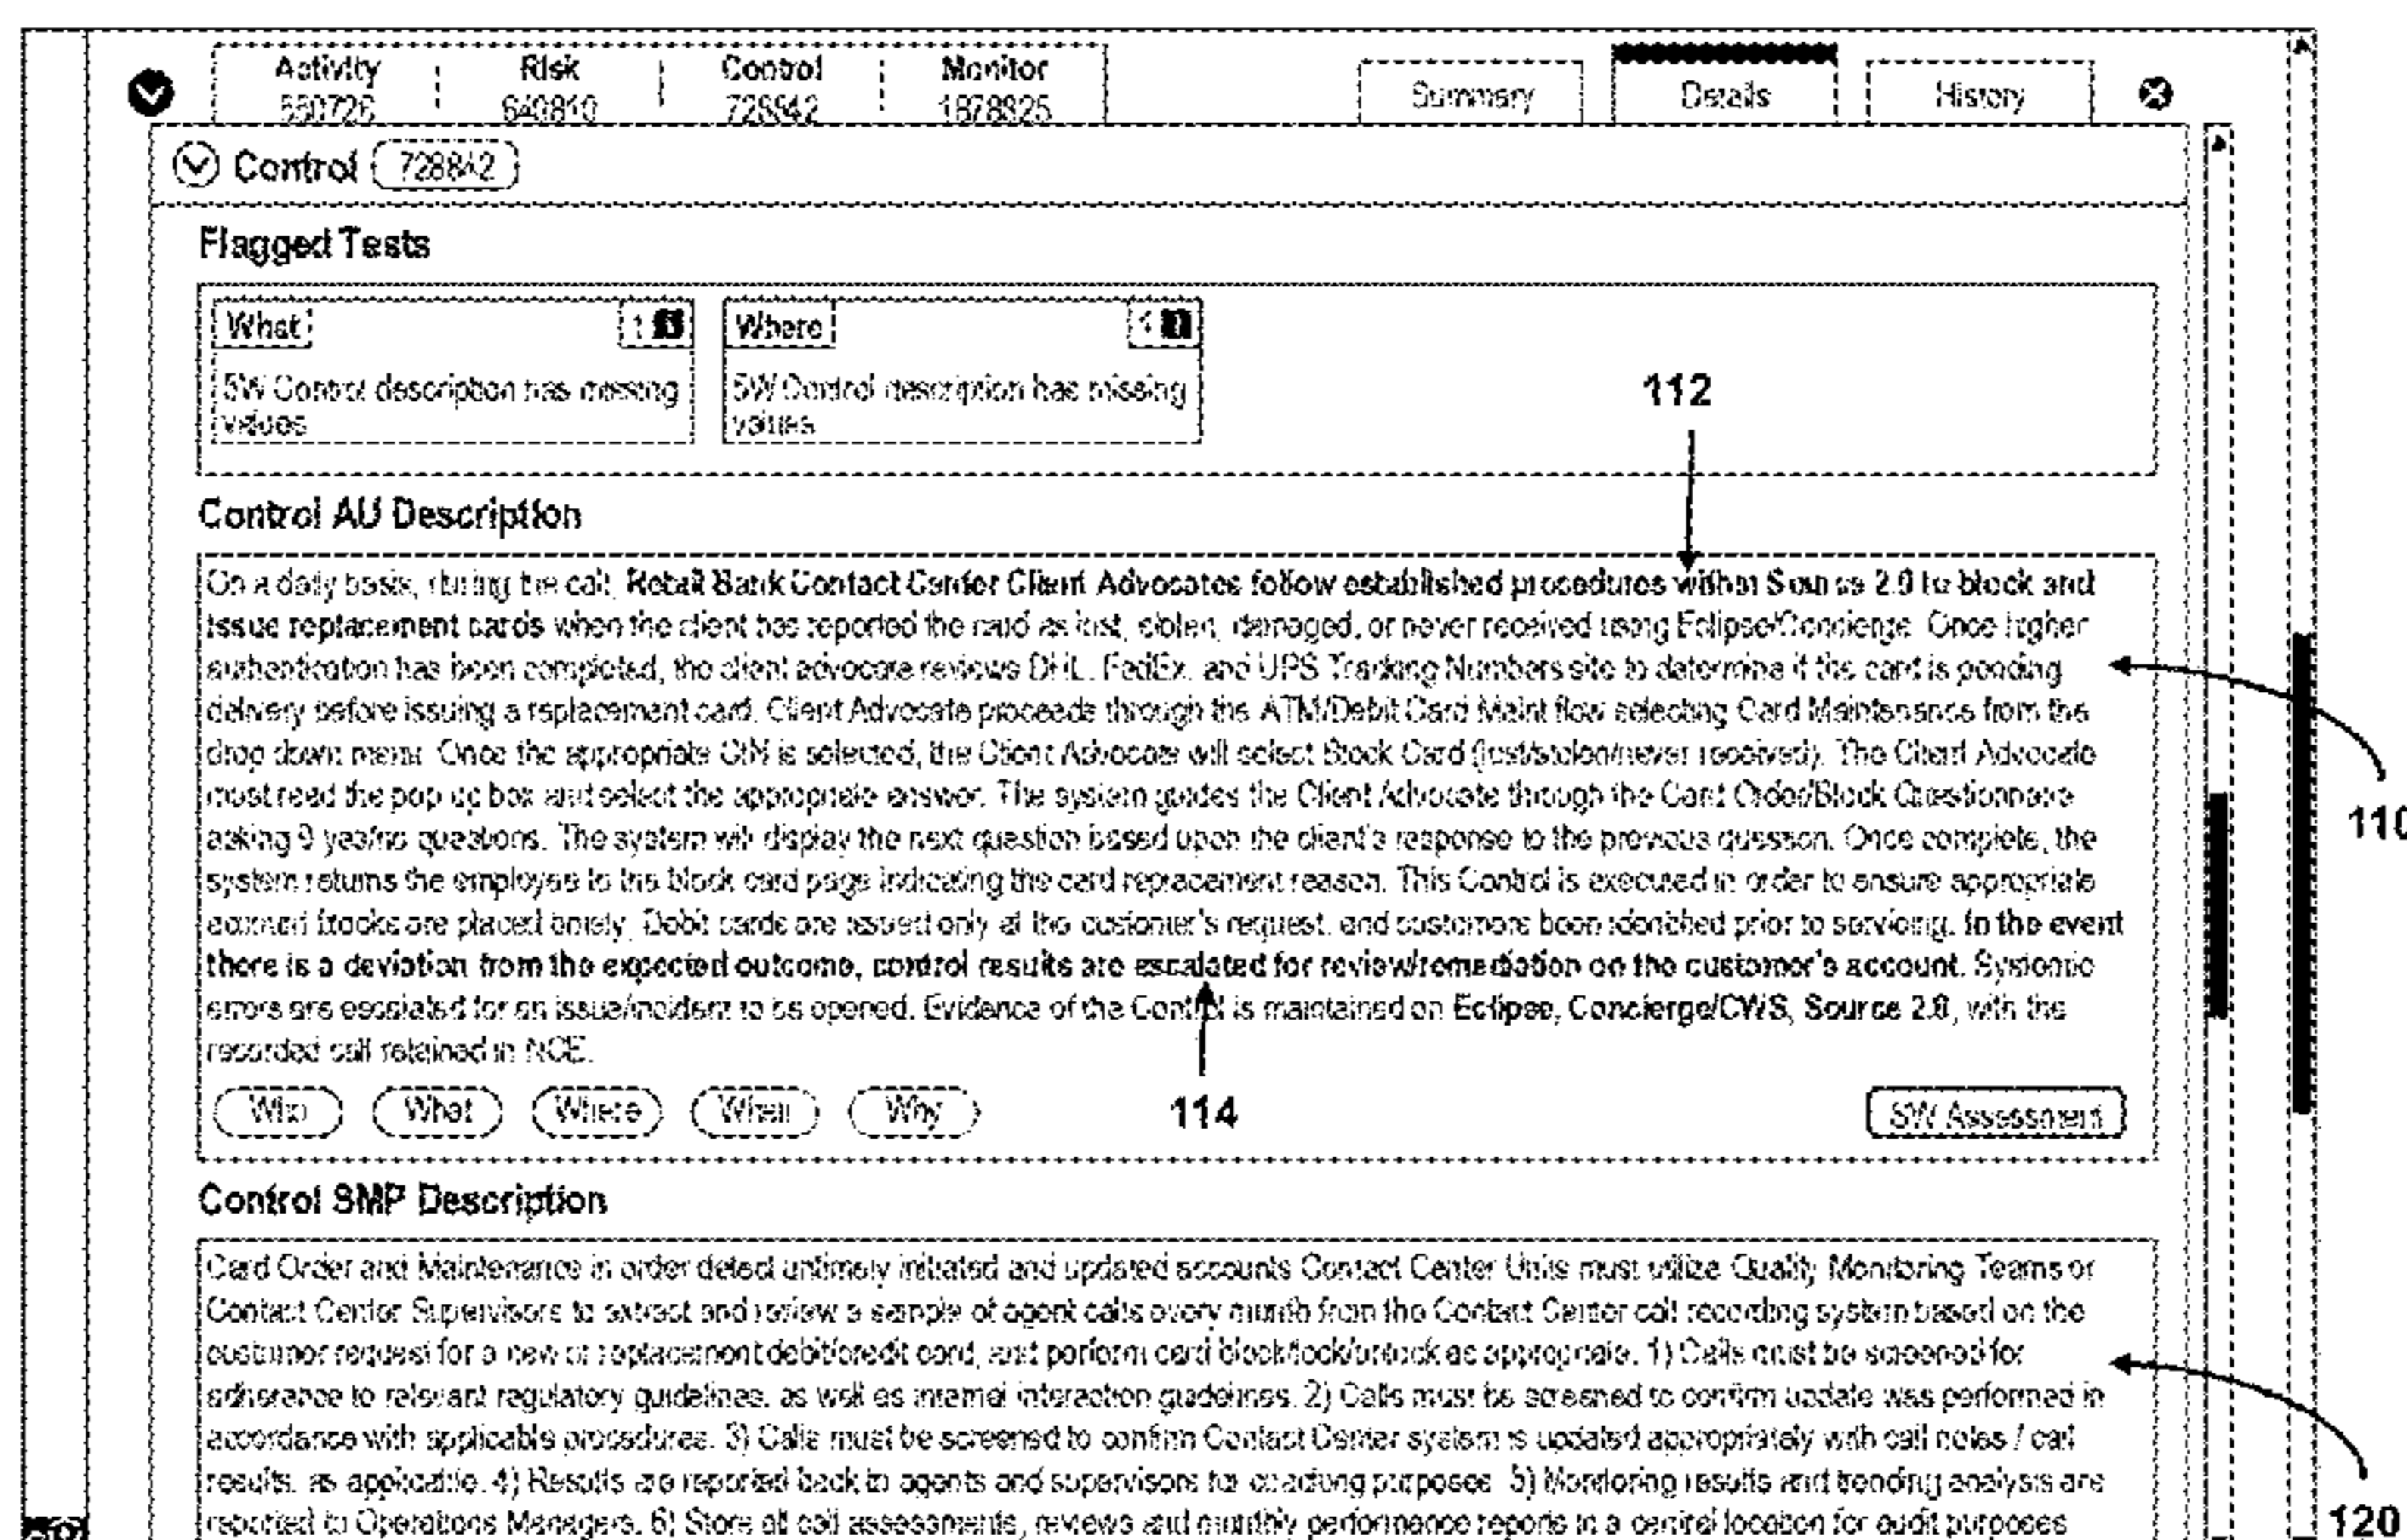 Activity Risk Control Monitor
Summary Details History
Control 728842
Flagged Tests
What 1 Where 1
5W Control description has missing values
5W Control description has missing values
112
Control AU Description
On a daily basis, during the call, Retail Bank Contact Center Client Advocates follow established procedures within Source 2.0 to block and
issue replacement cards when the client has reported the card as lost, stolen, damaged, or never received using Eclipse/Concierge. Once higher
authentication has been completed, the client advocate reviews DHL, FedEx, and UPS Tracking Numbers site to determine if the card is pending
delivery before issuing a replacement card. Client Advocate proceeds through the ATM/Debit Card Maint flow selecting Card Maintenance from the
drop down menu. Once the appropriate is selected, the Client Advocate will select Block Card (lost/stolen/never received). The Client Advocate
must read the pop up box and select the appropriate answer. The system guides the Client Advocate through the Card Order/Block Questionnaire
110
asking 9 yes/no questions. The system will display the next question based upon the client's response to the previous question. Once complete, the
system returns the employee to the block card page indicating the card replacement reason. This Control is executed in order to ensure appropriate
blocks are placed timely, Debit cards are issued only at the customer's request, and customers been identified prior to servicing. In the event
there is a deviation from the expected outcome, control results are escalated for review/remediation on the customer's account. Systemic
errors are escalated for an issue/incident to be opened. Evidence of the Control is maintained on Eclipse, Concierge/CWS, Source 2.0, with the
recorded call retained in NCE.
Who What Where When Why 114 5W Assessment
Control SMP Description
Card Order and Maintenance in order detect untimely initiated and updated accounts Contact Center Units must utilize Quality Monitoring Teams or
Contact Center Supervisors to extract and review a sample of agent calls every month from the Contact Center call recording system based on the
customer request for a new or replacement debit/credit card, and perform card block/lock/unlock as appropriate. 1) Calls must be screened for
adherence to relevant regulatory guidelines, as well as internal interaction guidelines. 2) Calls must be screened to confirm update was performed in
accordance with applicable procedures. 3) Calls must be screened to confirm Contact Center system is updated appropriately with call notes / call
results, as applicable. 4) Results are reported back to agents and supervisors for coaching purposes. 5) Monitoring results and trending analysis are
reported to Operations Managers. 6) Store all call assessments, reviews and monthly performance reports in a central location for audit purposes
120